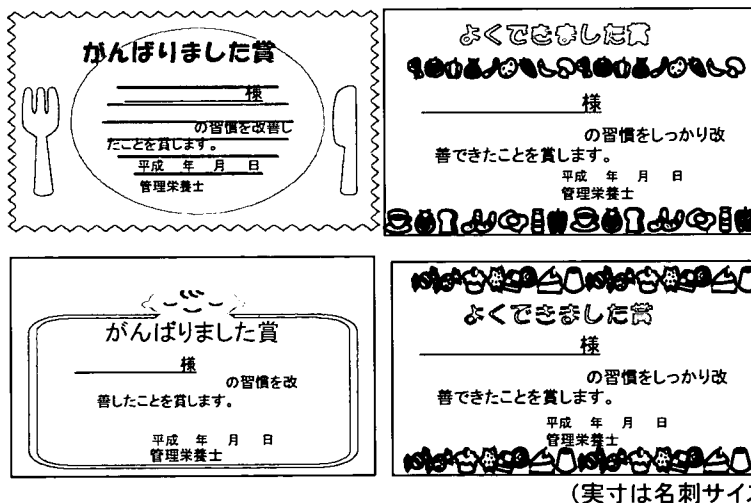 がんばりました賞
様
の習慣を改善し
たことを賞します。
平成 年 月 日
管理栄養士
よくできました賞
様
の習慣をしっかり改
善できたことを賞します。
平成 年 月 日
管理栄養士
がんばりました賞
様
の習慣を改
善したことを賞します。
平成 年 月 日
管理栄養士
よくできました賞
様
の習慣をしっかり改
善できたことを賞します。
平成 年 月 日
管理栄養士
(実寸は名刺サイ